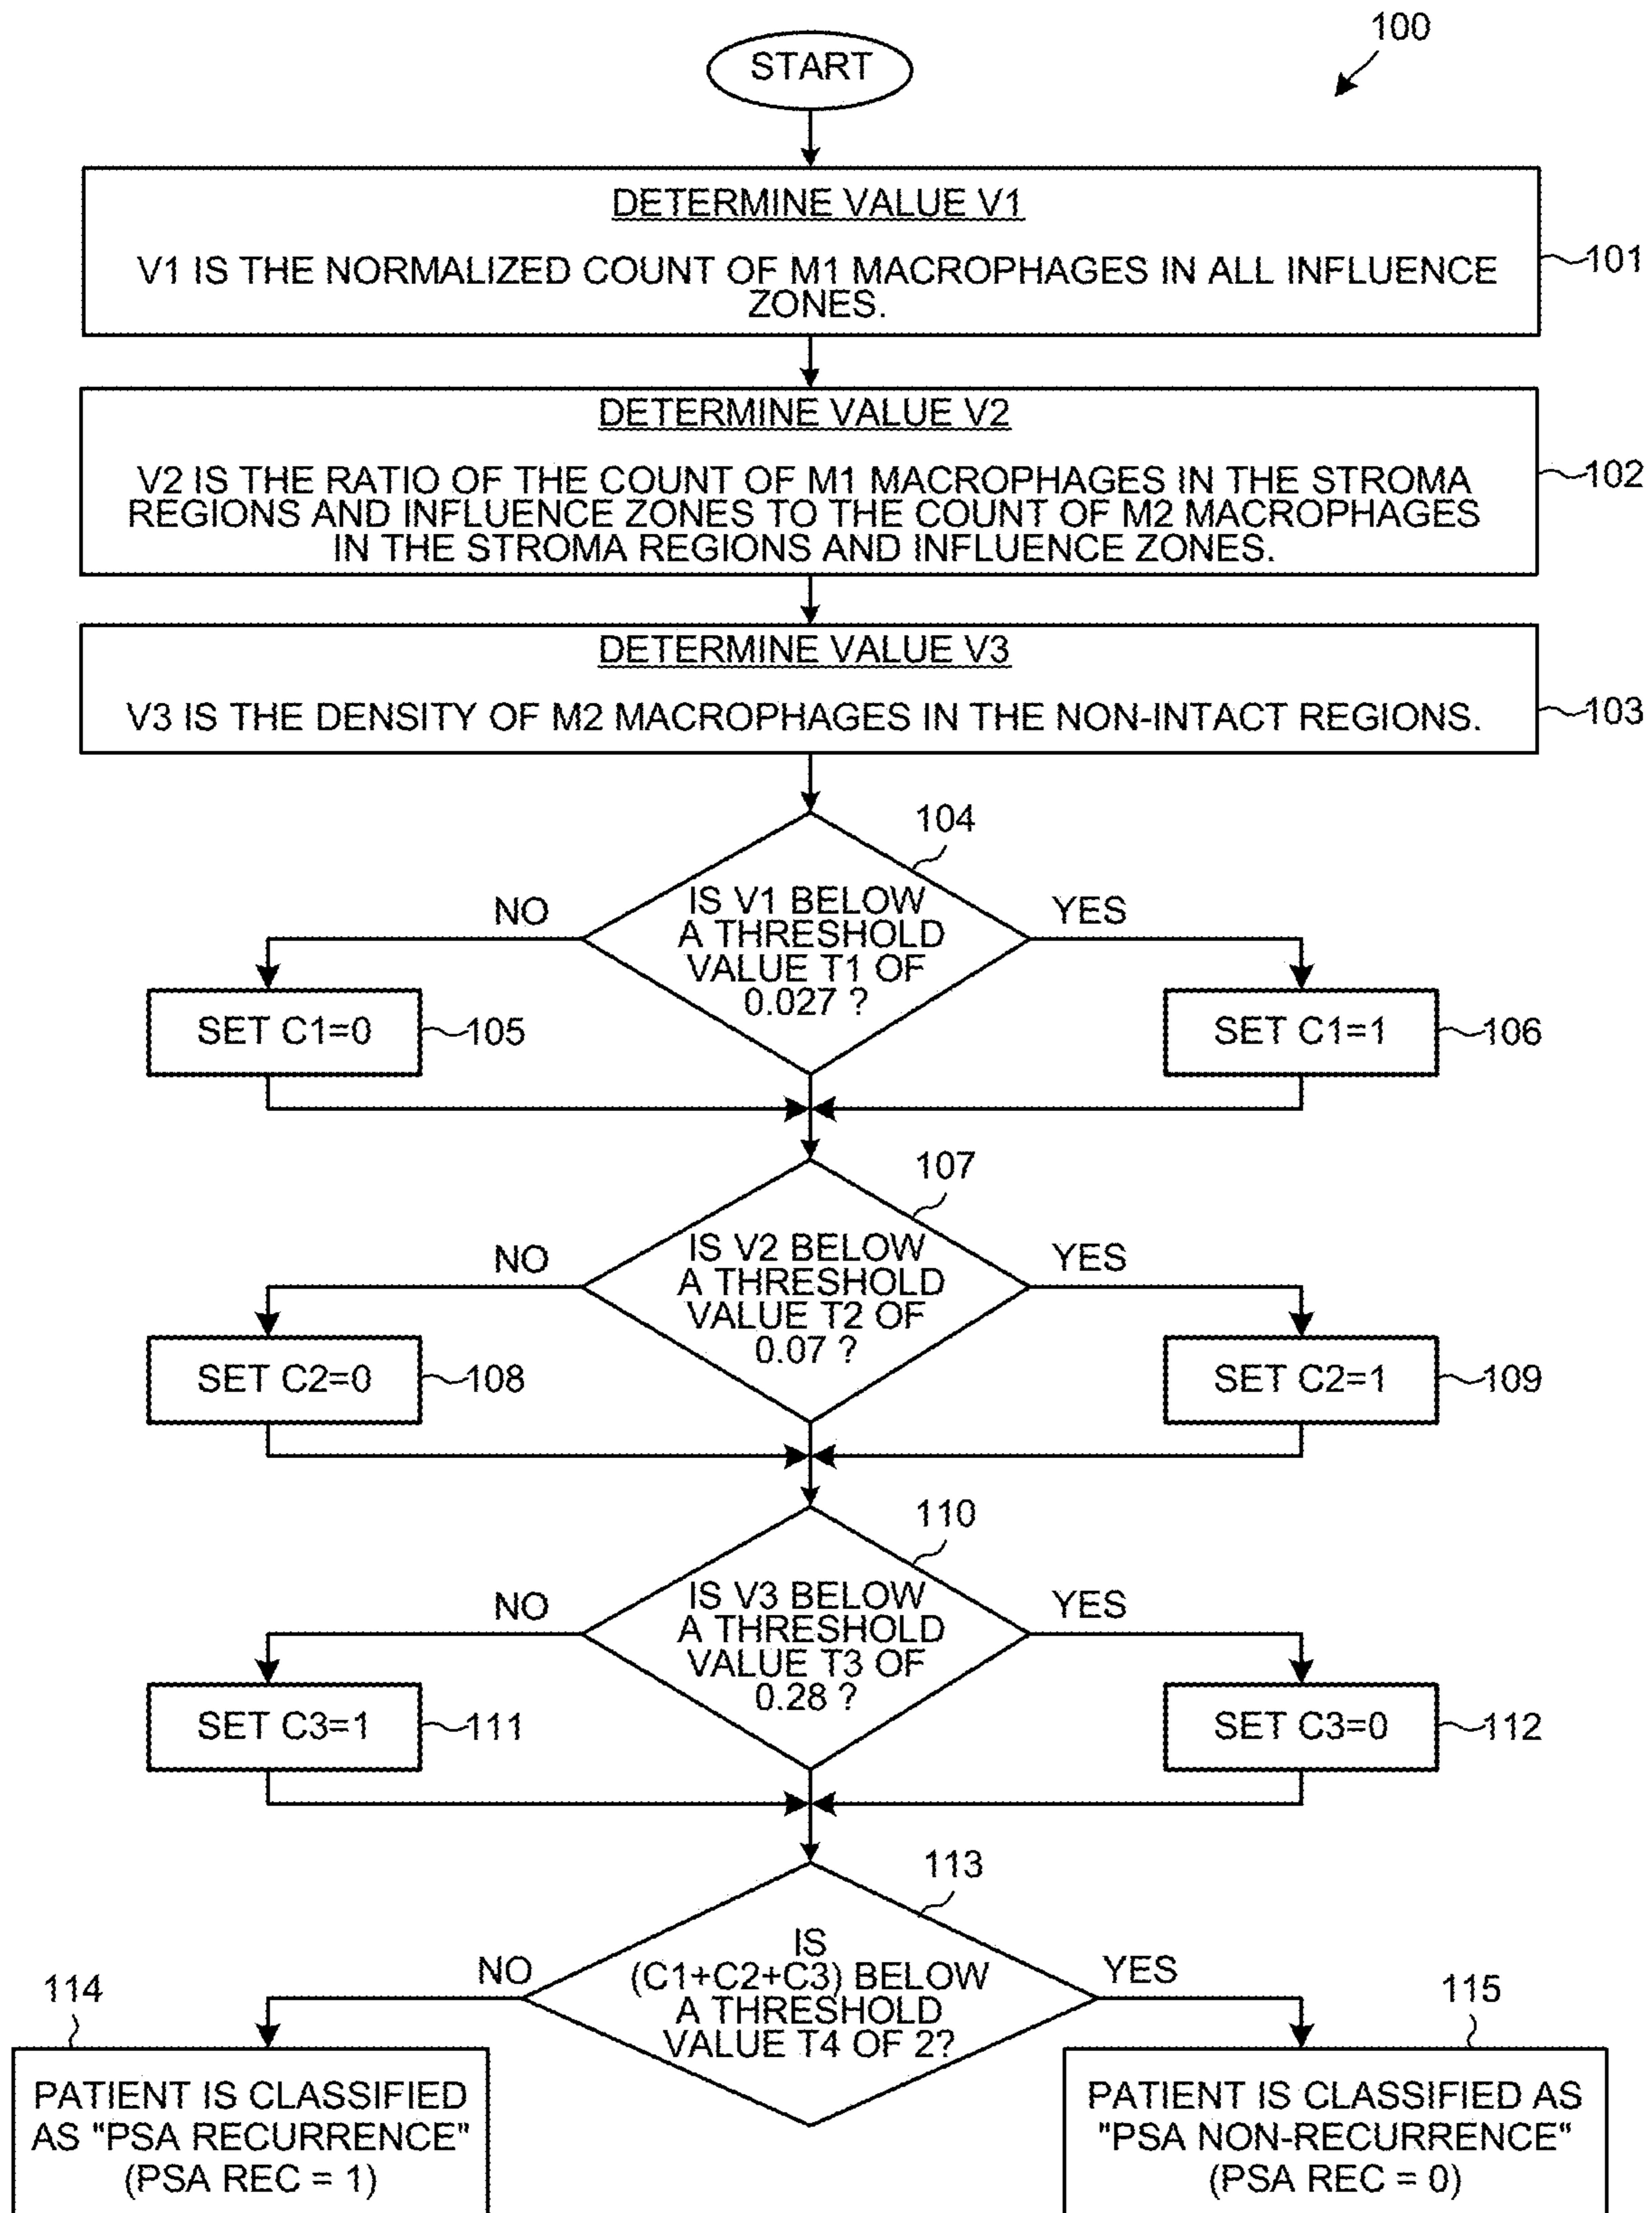 100
START
DETERMINE VALUE V1
V1 IS THE NORMALIZED COUNT OF M1 MACROPHAGES IN ALL INFLUENCE
ZONES.
101
DETERMINE VALUE V2
V2 IS THE RATIO OF THE COUNT OF M1 MACROPHAGES IN THE STROMA
REGIONS AND INFLUENCE ZONES TO THE COUNT OF M2 MACROPHAGES
IN THE STROMA REGIONS AND INFLUENCE ZONES.
102
DETERMINE VALUE V3
V3 IS THE DENSITY OF M2 MACROPHAGES IN THE NON-INTACT REGIONS.
103
104
IS V1 BELOW
A THRESHOLD
VALUE T1 OF
0.027 ?
NO
YES
SET C1=0
105
SET C1=1
106
107
IS V2 BELOW
A THRESHOLD
VALUE T2 OF
0.07 ?
NO
YES
SET C2=0
108
SET C2=1
109
110
IS V3 BELOW
A THRESHOLD
VALUE T3 OF
0.28 ?
NO
YES
SET C3=1
111
SET C3=0
112
113
IS
(C1+C2+C3) BELOW
A THRESHOLD
VALUE T4 OF 2?
NO
YES
114
PATIENT IS CLASSIFIED
AS "PSA RECURRENCE"
(PSA REC = 1)
115
PATIENT IS CLASSIFIED AS
"PSA NON-RECURRENCE"
(PSA REC = 0)